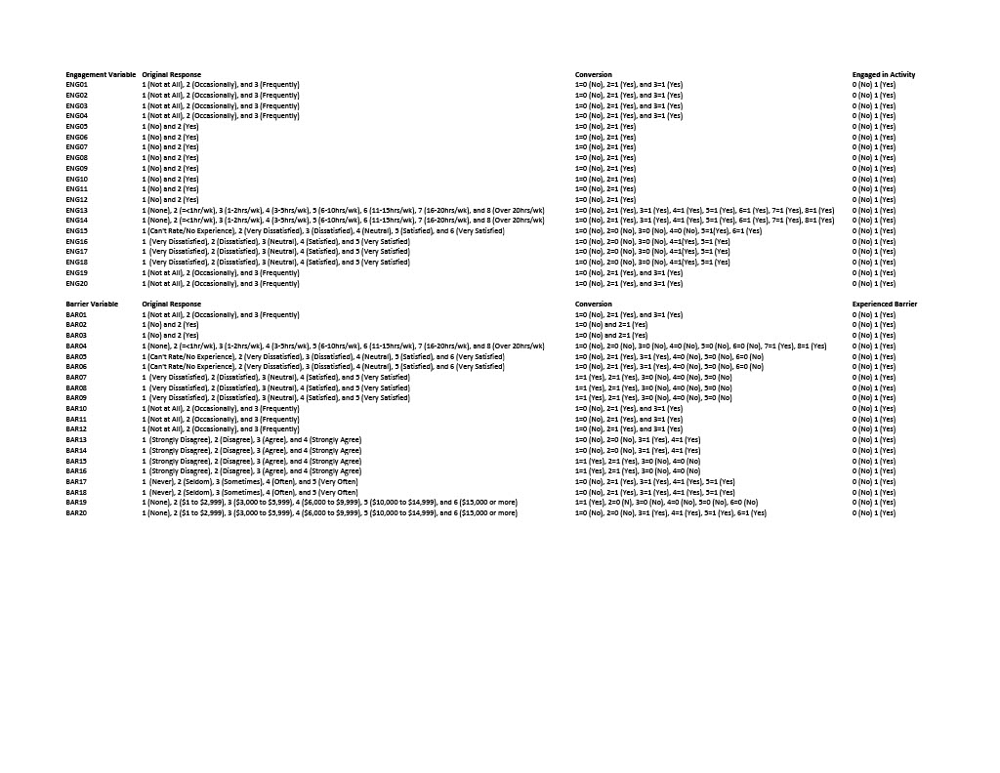 Engagement Variable Original Response Conversion Engaged in Activity
ENG01 1 (Not at All), 2 (Occasionally), and 3 (Frequently) 1=0 (No), 2=1 (Yes), and 3=1 (Yes) 0 (No) 1 (Yes)
ENG02 1 (Not at All), 2 (Occasionally), and 3 (Frequently) 1=0 (No), 2=1 (Yes), and 3=1 (Yes) 0 (No) 1 (Yes)
ENG03 1 (Not at All), 2 (Occasionally), and 3 (Frequently) 1=0 (No), 2=1 (Yes), and 3=1 (Yes) 0 (No) 1 (Yes)
ENG04 1 (Not at All), 2 (Occasionally), and 3 (Frequently) 1=0 (No), 2=1 (Yes), and 3=1 (Yes) 0 (No) 1 (Yes)
ENG05 1 (No) and 2 (Yes) 1=0 (No), 2=1 (Yes) 0 (No) 1 (Yes)
ENG06 1 (No) and 2 (Yes) 1=0 (No), 2=1 (Yes) 0 (No) 1 (Yes)
ENG07 1 (No) and 2 (Yes) 1=0 (No), 2=1 (Yes) 0 (No) 1 (Yes)
ENG08 1 (No) and 2 (Yes) 1=0 (No), 2=1 (Yes) 0 (No) 1 (Yes)
ENG09 1 (No) and 2 (Yes) 1=0 (No), 2=1 (Yes) 0 (No) 1 (Yes)
ENG10 1 (No) and 2 (Yes) 1=0 (No), 2=1 (Yes) 0 (No) 1 (Yes)
ENG11 1 (No) and 2 (Yes) 1=0 (No), 2=1 (Yes) 0 (No) 1 (Yes)
ENG12 1 (No) and 2 (Yes) 1=0 (No), 2=1 (Yes) 0 (No) 1 (Yes)
ENG13 1 (None), 2 (=<1hr/wk), 3 (1-2hrs/wk), 4 (3-5hrs/wk), 5 (6-10hrs/wk), 6 (11-15hrs/wk), 7 (16-20hrs/wk), and 8 (Over 20hrs/wk) 1=0 (No), 2=1 (Yes), 3=1 (Yes), 4=1 (Yes), 5=1 (Yes), 6=1 (Yes), 7=1 (Yes), 8=1 (Yes) 0 (No) 1 (Yes)
ENG14 1 (None), 2 (=<1hr/wk), 3 (1-2hrs/wk), 4 (3-5hrs/wk), 5 (6-10hrs/wk), 6 (11-15hrs/wk), 7 (16-20hrs/wk), and 8 (Over 20hrs/wk) 1=0 (No), 2=1 (Yes), 3=1 (Yes), 4=1 (Yes), 5=1 (Yes), 6=1 (Yes), 7=1 (Yes), 8=1 (Yes) 0 (No) 1 (Yes)
ENG15 1 (Can't Rate/No Experience), 2 (Very Dissatisfied), 3 (Dissatisfied), 4 (Neutral), 5 (Satisfied), and 6 (Very Satisfied) 1=0 (No), 2=0 (No), 3=0 (No), 4=0 (No), 5=1(Yes), 6=1 (Yes) 0 (No) 1 (Yes)
ENG16 1 (Very Dissatisfied), 2 (Dissatisfied), 3 (Neutral), 4 (Satisfied), and 5 (Very Satisfied) 1=0 (No), 2=0 (No), 3=0 (No), 4=1(Yes), 5=1 (Yes) 0 (No) 1 (Yes)
ENG17 1 (Very Dissatisfied), 2 (Dissatisfied), 3 (Neutral), 4 (Satisfied), and 5 (Very Satisfied) 1=0 (No), 2=0 (No), 3=0 (No), 4=1(Yes), 5=1 (Yes) 0 (No) 1 (Yes)
ENG18 1 (Very Dissatisfied), 2 (Dissatisfied), 3 (Neutral), 4 (Satisfied), and 5 (Very Satisfied) 1=0 (No), 2=0 (No), 3=0 (No), 4=1(Yes), 5=1 (Yes) 0 (No) 1 (Yes)
ENG19 1 (Not at All), 2 (Occasionally), and 3 (Frequently) 1=0 (No), 2=1 (Yes), and 3=1 (Yes) 0 (No) 1 (Yes)
ENG20 1 (Not at All), 2 (Occasionally), and 3 (Frequently) 1=0 (No), 2=1 (Yes), and 3=1 (Yes) 0 (No) 1 (Yes)
Barrier Variable Original Response Conversion Experienced Barrier
BAR01 1 (Not at All), 2 (Occasionally), and 3 (Frequently) 1=0 (No), 2=1 (Yes), and 3=1 (Yes) 0 (No) 1 (Yes)
BAR02 1 (No) and 2 (Yes) 1=0 (No) and 2=1 (Yes) 0 (No) 1 (Yes)
BAR03 1 (No) and 2 (Yes) 1=0 (No) and 2=1 (Yes) 0 (No) 1 (Yes)
BAR04 1 (None), 2 (=<1hr/wk), 3 (1-2hrs/wk), 4 (3-5hrs/wk), 5 (6-10hrs/wk), 6 (11-15hrs/wk), 7 (16-20hrs/wk), and 8 (Over 20hrs/wk) 1=0 (No), 2=0 (No), 3=0 (No), 4=0 (No), 5=0 (No), 6=0 (No), 7=1 (Yes), 8=1 (Yes) 0 (No) 1 (Yes)
BAR05 1 (Can't Rate/No Experience), 2 (Very Dissatisfied), 3 (Dissatisfied), 4 (Neutral), 5 (Satisfied), and 6 (Very Satisfied) 1=0 (No), 2=1 (Yes), 3=1 (Yes), 4=0 (No), 5=0 (No), 6=0 (No) 0 (No) 1 (Yes)
BAR06 1 (Can't Rate/No Experience), 2 (Very Dissatisfied), 3 (Dissatisfied), 4 (Neutral), 5 (Satisfied), and 6 (Very Satisfied) 1=0 (No), 2=1 (Yes), 3=1 (Yes), 4=0 (No), 5=0 (No), 6=0 (No) 0 (No) 1 (Yes)
BAR07 1 (Very Dissatisfied), 2 (Dissatisfied), 3 (Neutral), 4 (Satisfied), and 5 (Very Satisfied) 1=1 (Yes), 2=1 (Yes), 3=0 (No), 4=0 (No), 5=0 (No) 0 (No) 1 (Yes)
BAR08 1 (Very Dissatisfied), 2 (Dissatisfied), 3 (Neutral), 4 (Satisfied), and 5 (Very Satisfied) 1=1 (Yes), 2=1 (Yes), 3=0 (No), 4=0 (No), 5=0 (No) 0 (No) 1 (Yes)
BAR09 1 (Very Dissatisfied), 2 (Dissatisfied), 3 (Neutral), 4 (Satisfied), and 5 (Very Satisfied) 1=1 (Yes), 2=1 (Yes), 3=0 (No), 4=0 (No), 5=0 (No) 0 (No) 1 (Yes)
BAR10 1 (Not at All), 2 (Occasionally), and 3 (Frequently) 1=0 (No), 2=1 (Yes), and 3=1 (Yes) 0 (No) 1 (Yes)
BAR11 1 (Not at All), 2 (Occasionally), and 3 (Frequently) 1=0 (No), 2=1 (Yes), and 3=1 (Yes) 0 (No) 1 (Yes)
BAR12 1 (Not at All), 2 (Occasionally), and 3 (Frequently) 1=0 (No), 2=1 (Yes), and 3=1 (Yes) 0 (No) 1 (Yes)
BAR13 1 (Strongly Disagree), 2 (Disagree), 3 (Agree), and 4 (Strongly Agree) 1=0 (No), 2=0 (No), 3=1 (Yes), 4=1 (Yes) 0 (No) 1 (Yes)
BAR14 1 (Strongly Disagree), 2 (Disagree), 3 (Agree), and 4 (Strongly Agree) 1=0 (No), 2=0 (No), 3=1 (Yes), 4=1 (Yes) 0 (No) 1 (Yes)
BAR15 1 (Strongly Disagree), 2 (Disagree), 3 (Agree), and 4 (Strongly Agree) 1=1 (Yes), 2=1 (Yes), 3=0 (No), 4=0 (No) 0 (No) 1 (Yes)
BAR16 1 (Strongly Disagree), 2 (Disagree), 3 (Agree), and 4 (Strongly Agree) 1=1 (Yes), 2=1 (Yes), 3=0 (No), 4=0 (No) 0 (No) 1 (Yes)
BAR17 1 (Never), 2 (Seldom), 3 (Sometimes), 4 (Often), and 5 (Very Often) 1=0 (No), 2=1 (Yes), 3=1 (Yes), 4=1 (Yes), 5=1 (Yes) 0 (No) 1 (Yes)
BAR18 1 (Never), 2 (Seldom), 3 (Sometimes), 4 (Often), and 5 (Very Often) 1=0 (No), 2=1 (Yes), 3=1 (Yes), 4=1 (Yes), 5=1 (Yes) 0 (No) 1 (Yes)
BAR19 1 (None), 2 ($1 to $2,999), 3 ($3,000 to $5,999), 4 ($6,000 to $9,999), 5 ($10,000 to $14,999), and 6 ($15,000 or more) 1=1 (Yes), 2=0 (N), 3=0 (No), 4=0 (No), 5=0 (No), 6=0 (No) 0 (No) 1 (Yes)
BAR20 1 (None), 2 ($1 to $2,999), 3 ($3,000 to $5,999), 4 ($6,000 to $9,999), 5 ($10,000 to $14,999), and 6 ($15,000 or more) 1=0 (No), 2=0 (No), 3=1 (Yes), 4=1 (Yes), 5=1 (Yes), 6=1 (Yes) 0 (No) 1 (Yes)